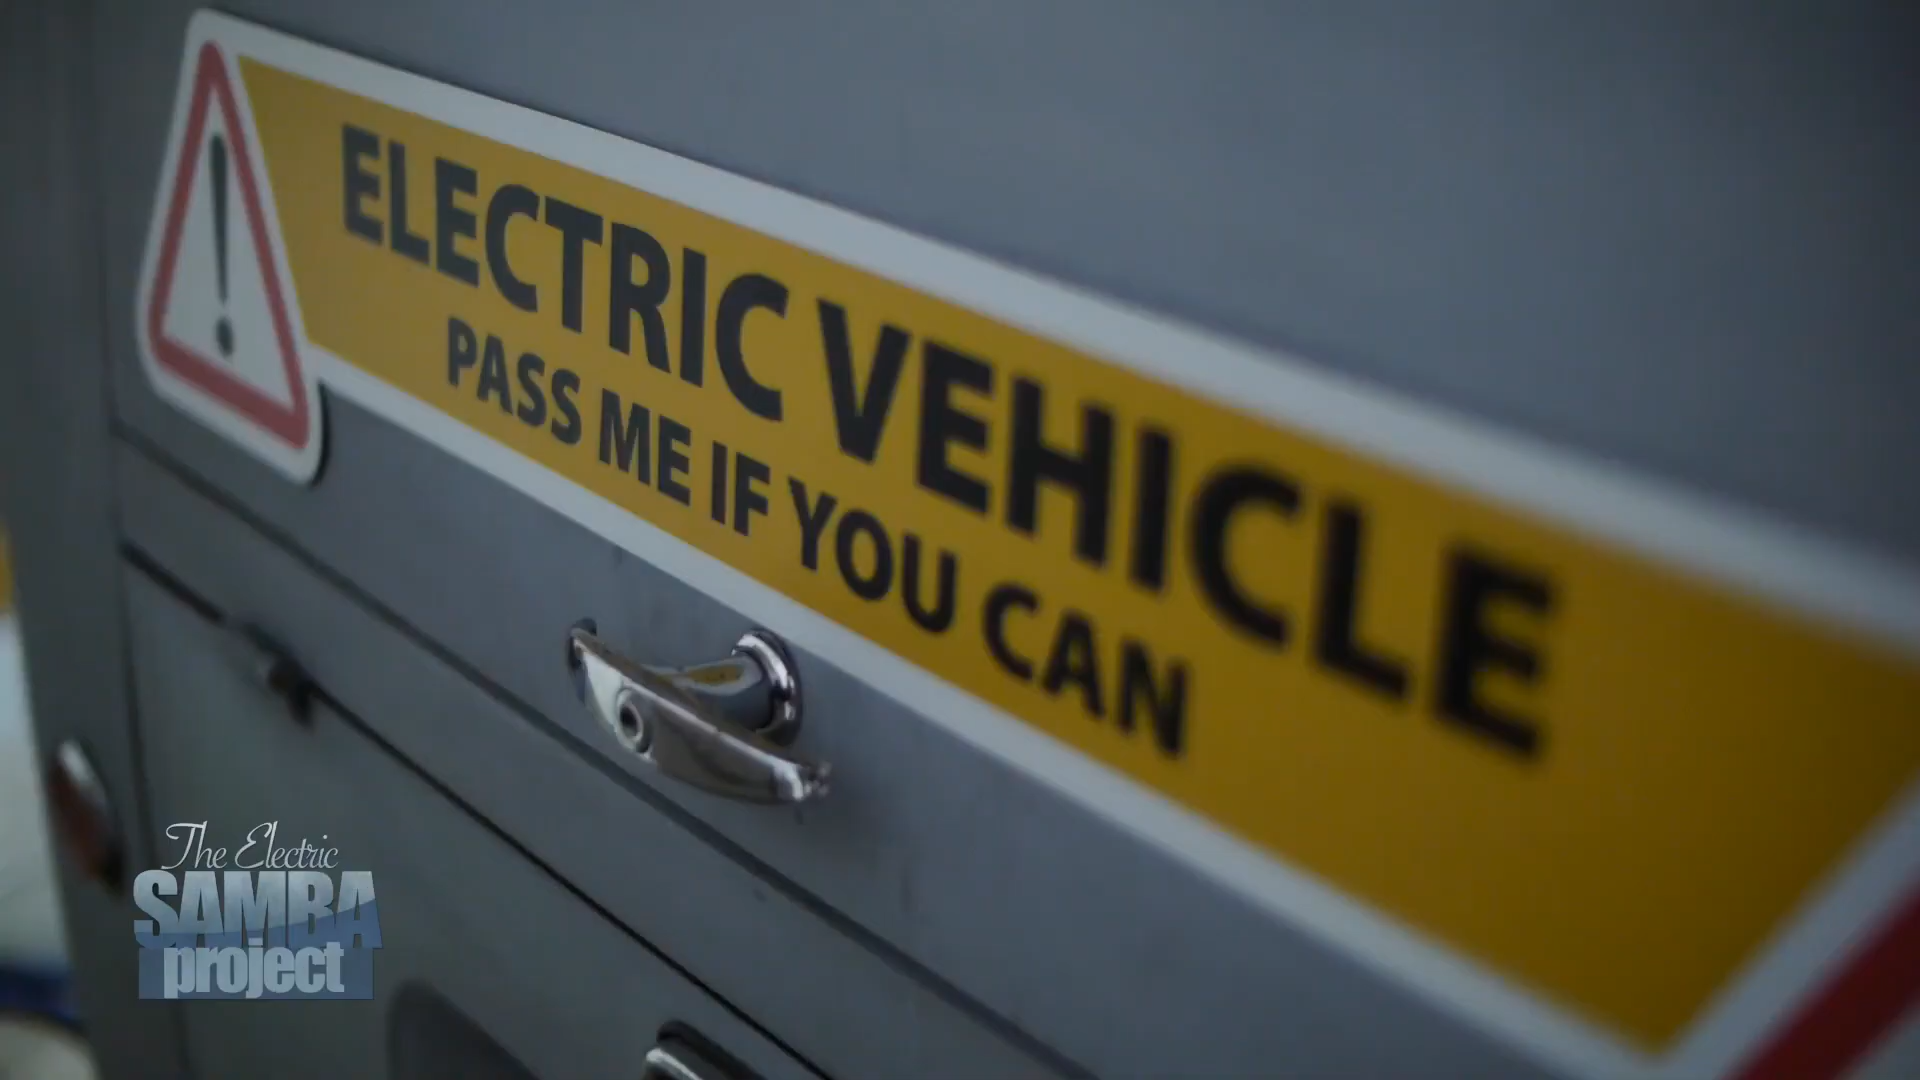 ELECTRIC VEHICLE
PASS ME IF YOU CAN
The Electric
SAMBA
project